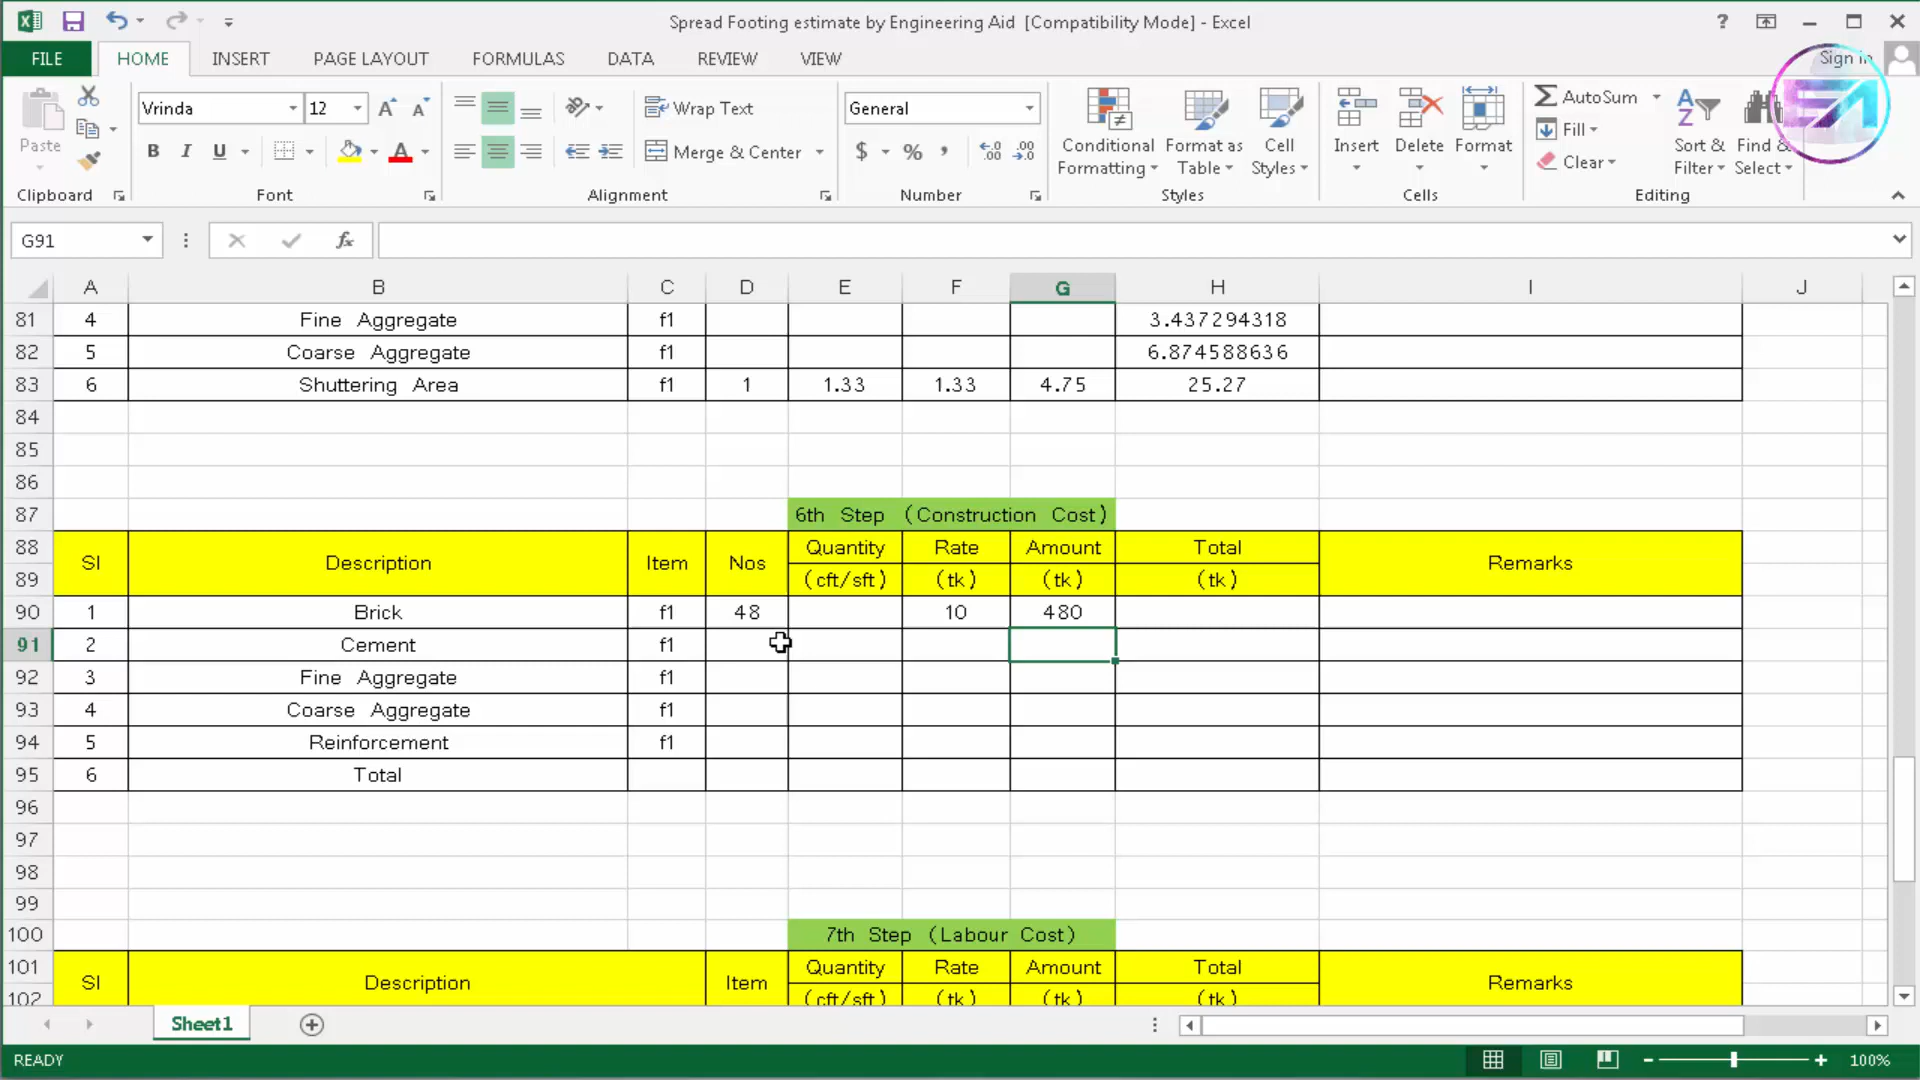 Spread Footing estimate by Engineering Aid [Compatibility Mode] - Excel
?
FILE HOME INSERT PAGE LAYOUT FORMULAS DATA REVIEW VIEW Sign in
EA
Paste
Vrinda 12
B I U
Wrap Text
Merge & Center
General
$ %
Conditional Formatting
Format as Table
Cell Styles
Insert Delete Format
AutoSum
Fill
Clear
Sort & Filter
Find & Select
Clipboard Font Alignment Number Styles Cells Editing
G91 fx
A B C D E F G H I J
81 4 Fine Aggregate f1 3.437294318
82 5 Coarse Aggregate f1 6.874588636
83 6 Shuttering Area f1 1 1.33 1.33 4.75 25.27
84
85
86
87 6th Step (Construction Cost)
88 Sl Description Item Nos Quantity Rate Amount Total Remarks
89 (cft/sft) (tk) (tk) (tk)
90 1 Brick f1 48 10 480
91 2 Cement f1
92 3 Fine Aggregate f1
93 4 Coarse Aggregate f1
94 5 Reinforcement f1
95 6 Total
96
97
98
99
100 7th Step (Labour Cost)
101 Sl Description Item Quantity Rate Amount Total Remarks
102 (cft/sft) (tk) (tk) (tk)
Sheet1
READY 100%